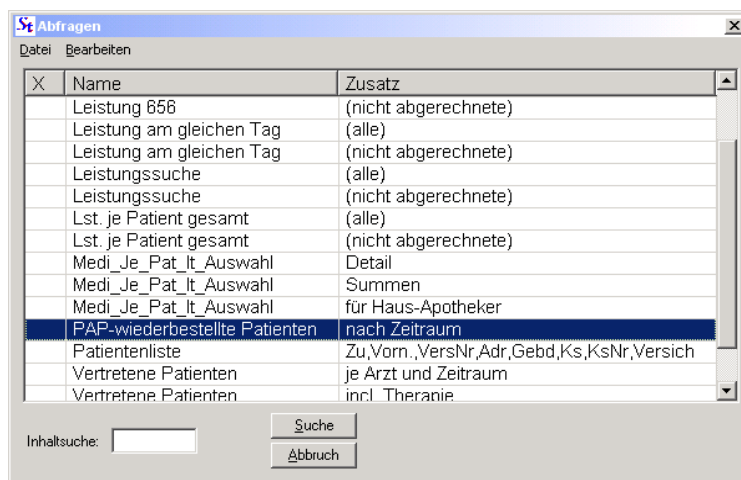 St Abfragen
Datei Bearbeiten
X Name Zusatz
Leistung 656 (nicht abgerechnete)
Leistung am gleichen Tag (alle)
Leistung am gleichen Tag (nicht abgerechnete)
Leistungssuche (alle)
Leistungssuche (nicht abgerechnete)
Lst. je Patient gesamt (alle)
Lst. je Patient gesamt (nicht abgerechnete)
Medi_Je_Pat_lt_Auswahl Detail
Medi_Je_Pat_lt_Auswahl Summen
Medi_Je_Pat_lt_Auswahl für Haus-Apotheker
PAP-wiederbestellte Patienten nach Zeitraum
Patientenliste Zu,Vorn.,VersNr,Adr,Gebd,Ks,KsNr,Versich
Vertretene Patienten je Arzt und Zeitraum
Vertretene Patienten incl. Therapie
Suche
Inhaltsuche:
Abbruch